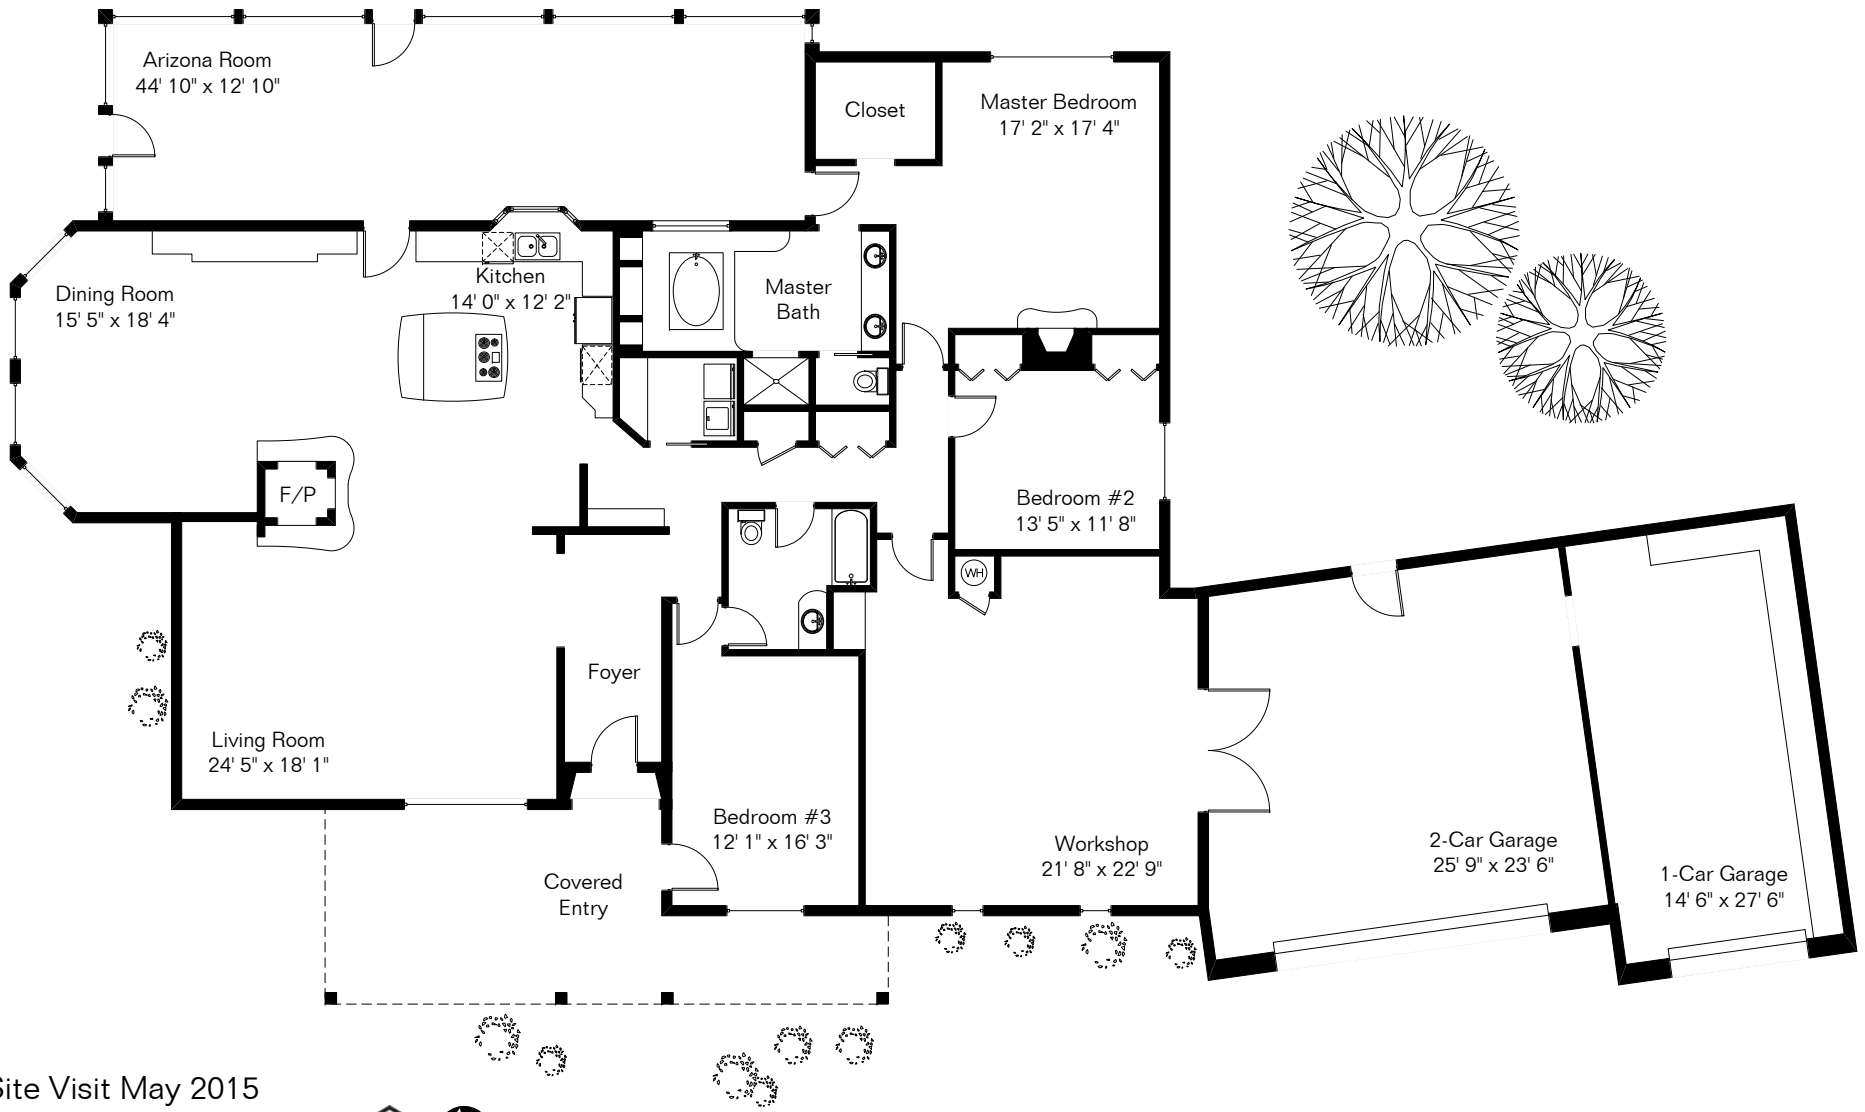 Arizona Room
44' 10" x 12' 10"
Closet
Master Bedroom
17' 2" x 17' 4"
Kitchen
14' 0" x 12' 2"
Master
Bath
Dining Room
15' 5" x 18' 4"
F/P
Bedroom #2
13' 5" x 11' 8"
WH
Foyer
Living Room
24' 5" x 18' 1"
Bedroom #3
12' 1" x 16' 3"
Workshop
21' 8" x 22' 9"
2-Car Garage
25' 9" x 23' 6"
1-Car Garage
14' 6" x 27' 6"
Covered
Entry
Site Visit May 2015